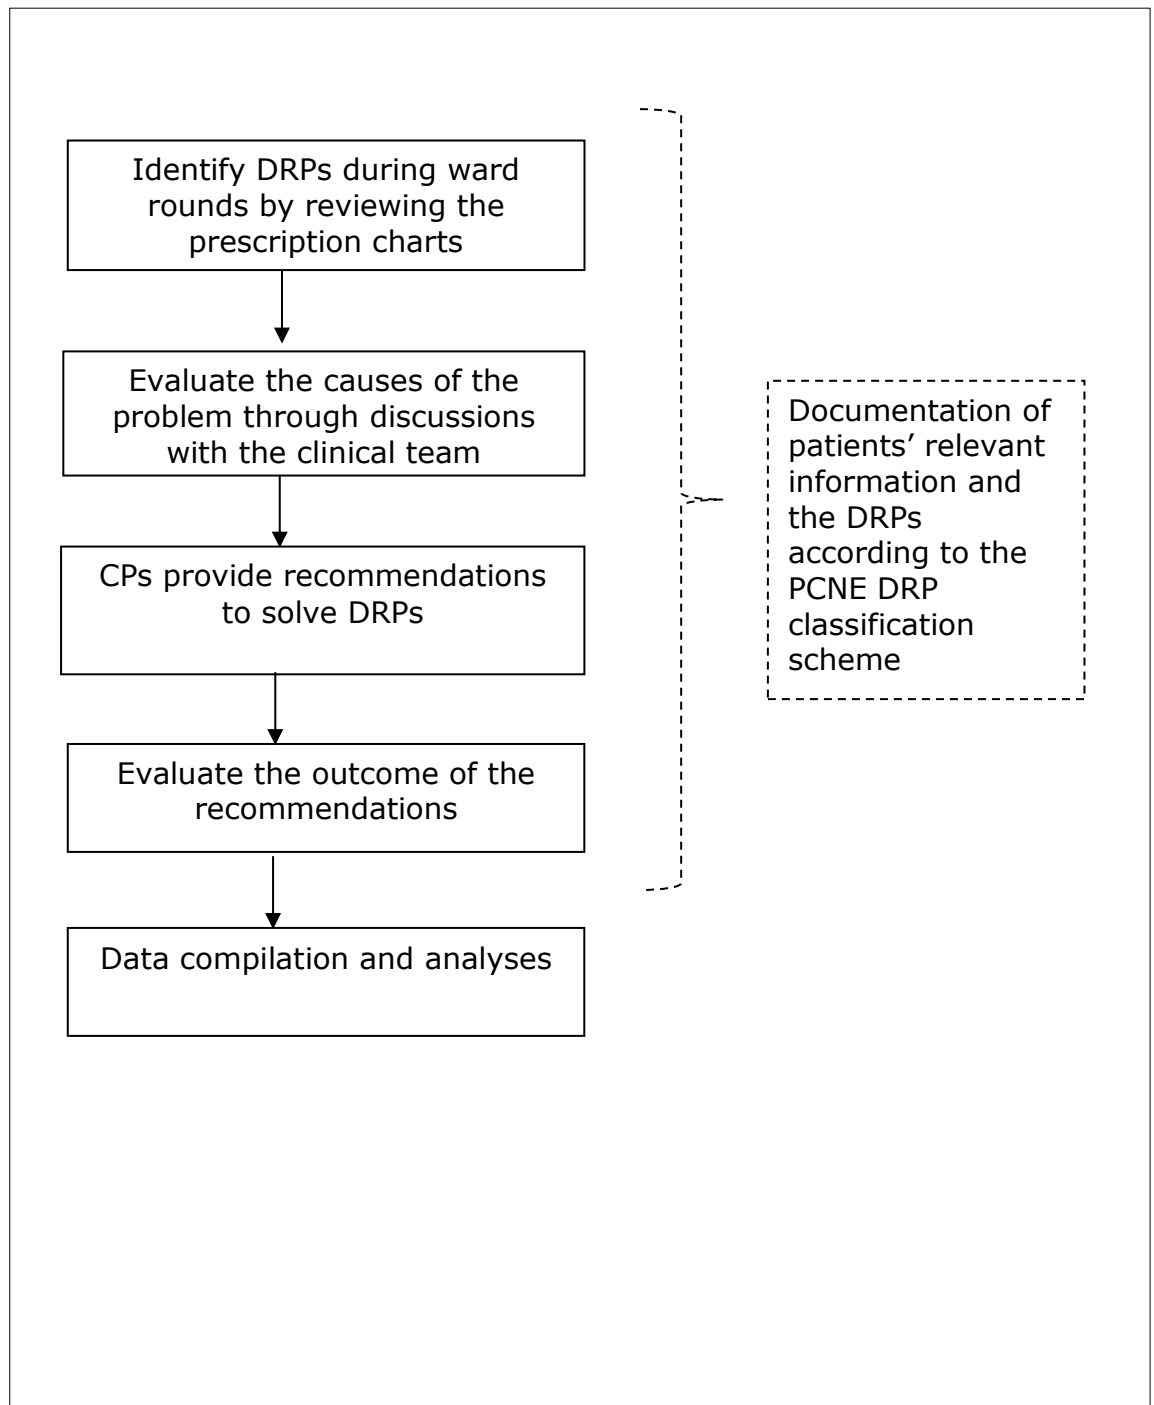 Identify DRPs during ward
rounds by reviewing the
prescription charts
Evaluate the causes of the
problem through discussions
with the clinical team
CPs provide recommendations
to solve DRPs
Evaluate the outcome of the
recommendations
Data compilation and analyses
Documentation of
patients’ relevant
information and
the DRPs
according to the
PCNE DRP
classification
scheme